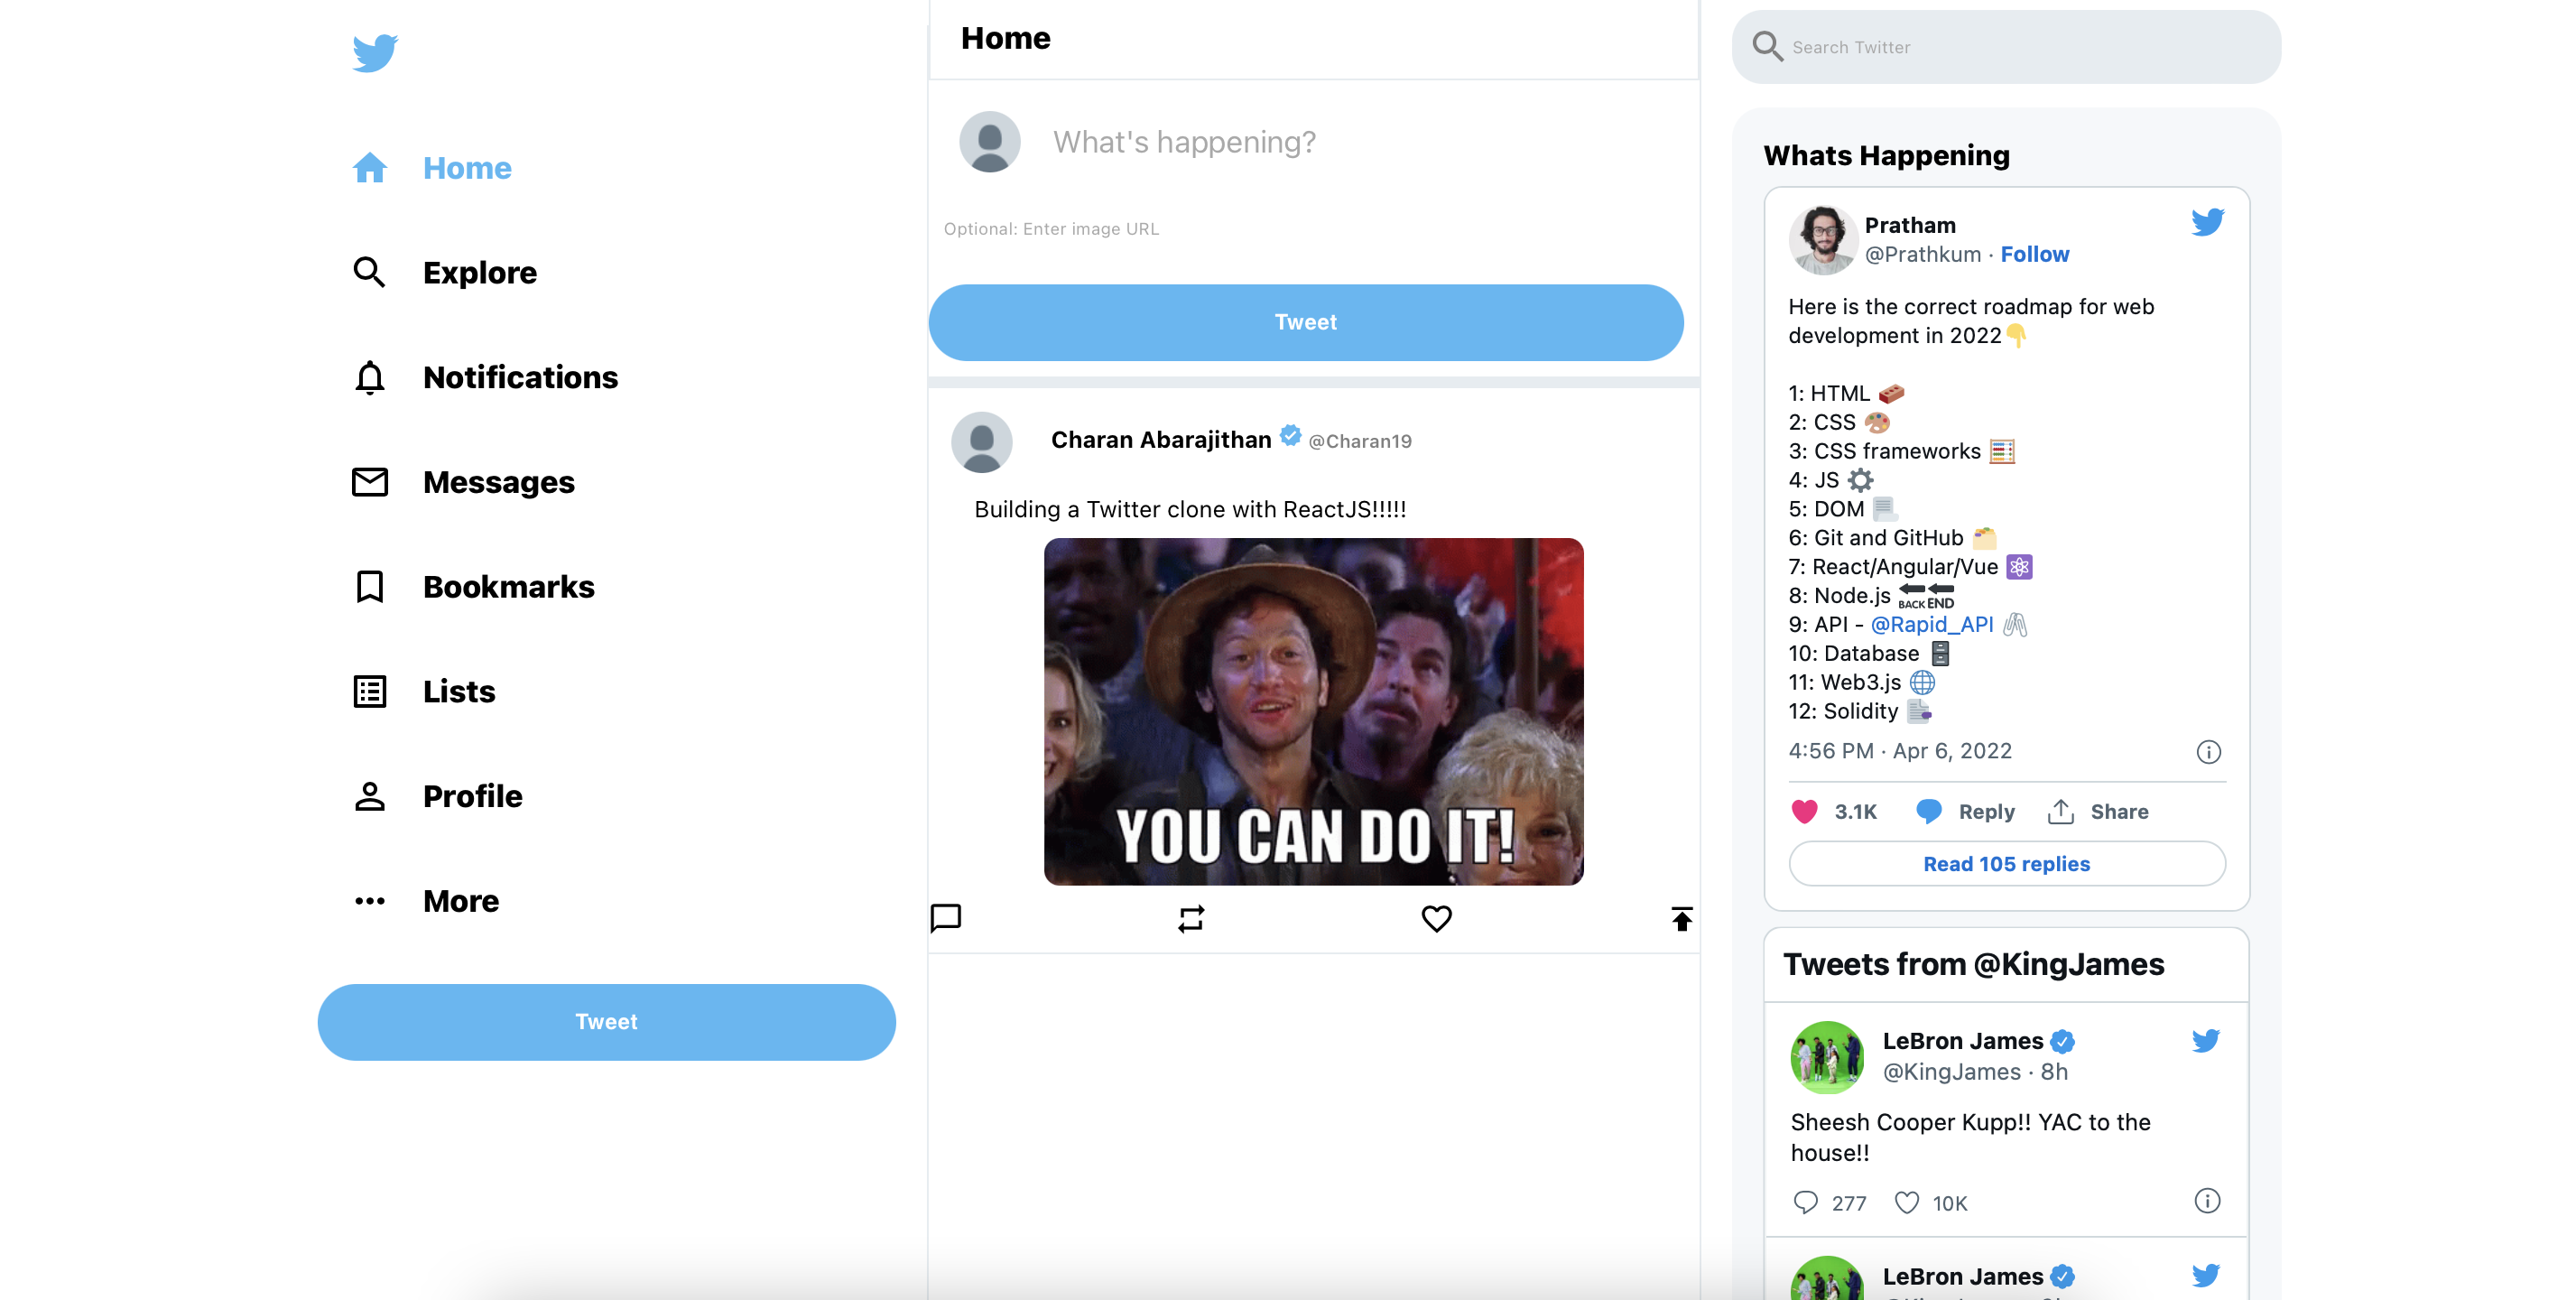 Home
Explore
Notifications
Messages
Bookmarks
Lists
Profile
More
Tweet
Home
What's happening?
Optional: Enter image URL
Tweet
Charan Abarajithan @Charan19
Building a Twitter clone with ReactJS!!!!!
YOU CAN DO IT!
Search Twitter
Whats Happening
Pratham
@Prathkum · Follow
Here is the correct roadmap for web
development in 2022👇
1: HTML 🧱
2: CSS 🎨
3: CSS frameworks 🧮
4: JS ⚙️
5: DOM 📃
6: Git and GitHub 🗂️
7: React/Angular/Vue ⚛️
8: Node.js 🔙🔚
9: API - @Rapid_API 🖇️
10: Database 🗄️
11: Web3.js 🌐
12: Solidity 📝
4:56 PM · Apr 6, 2022
3.1K Reply Share
Read 105 replies
Tweets from @KingJames
LeBron James
@KingJames · 8h
Sheesh Cooper Kupp!! YAC to the
house!!
277 10K
LeBron James